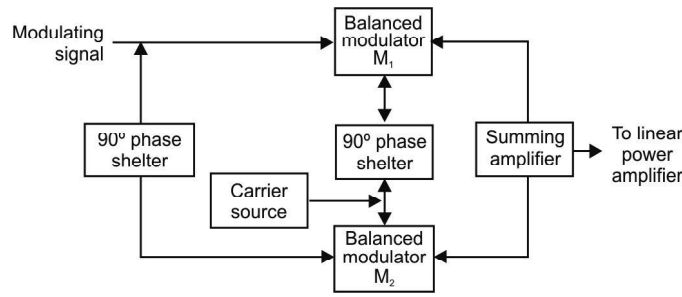 Modulating
signal
Balanced
modulator
M₁
90º phase
shelter
90º phase
shelter
Summing
amplifier
To linear
power
amplifier
Carrier
source
Balanced
modulator
M₂